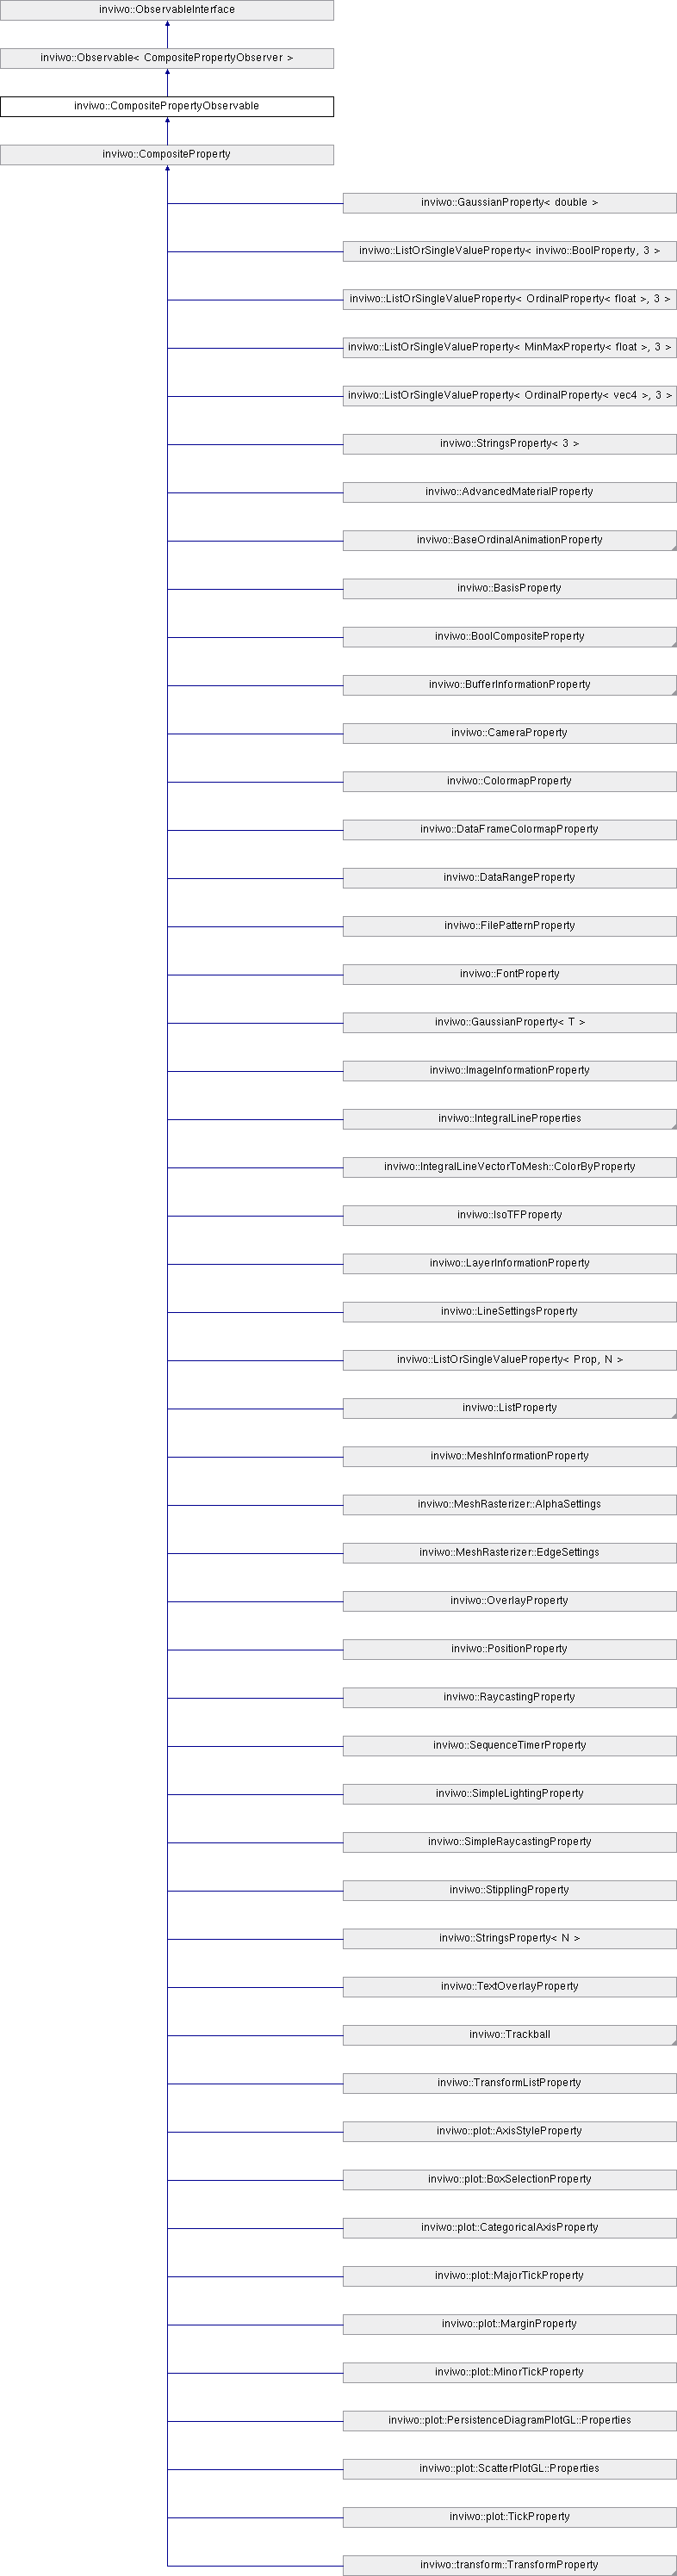 inviwo::ObservableInterface
inviwo::Observable< CompositePropertyObserver >
inviwo::CompositePropertyObservable
inviwo::CompositeProperty
inviwo::GaussianProperty< double >
inviwo::ListOrSingleValueProperty< inviwo::BoolProperty, 3 >
inviwo::ListOrSingleValueProperty< OrdinalProperty< float >, 3 >
inviwo::ListOrSingleValueProperty< MinMaxProperty< float >, 3 >
inviwo::ListOrSingleValueProperty< OrdinalProperty< vec4 >, 3 >
inviwo::StringsProperty< 3 >
inviwo::AdvancedMaterialProperty
inviwo::BaseOrdinalAnimationProperty
inviwo::BasisProperty
inviwo::BoolCompositeProperty
inviwo::BufferInformationProperty
inviwo::CameraProperty
inviwo::ColormapProperty
inviwo::DataFrameColormapProperty
inviwo::DataRangeProperty
inviwo::FilePatternProperty
inviwo::FontProperty
inviwo::GaussianProperty< T >
inviwo::ImageInformationProperty
inviwo::IntegralLineProperties
inviwo::IntegralLineVectorToMesh::ColorByProperty
inviwo::IsoTFProperty
inviwo::LayerInformationProperty
inviwo::LineSettingsProperty
inviwo::ListOrSingleValueProperty< Prop, N >
inviwo::ListProperty
inviwo::MeshInformationProperty
inviwo::MeshRasterizer::AlphaSettings
inviwo::MeshRasterizer::EdgeSettings
inviwo::OverlayProperty
inviwo::PositionProperty
inviwo::RaycastingProperty
inviwo::SequenceTimerProperty
inviwo::SimpleLightingProperty
inviwo::SimpleRaycastingProperty
inviwo::StipplingProperty
inviwo::StringsProperty< N >
inviwo::TextOverlayProperty
inviwo::Trackball
inviwo::TransformListProperty
inviwo::plot::AxisStyleProperty
inviwo::plot::BoxSelectionProperty
inviwo::plot::CategoricalAxisProperty
inviwo::plot::MajorTickProperty
inviwo::plot::MarginProperty
inviwo::plot::MinorTickProperty
inviwo::plot::PersistenceDiagramPlotGL::Properties
inviwo::plot::ScatterPlotGL::Properties
inviwo::plot::TickProperty
inviwo::transform::TransformProperty